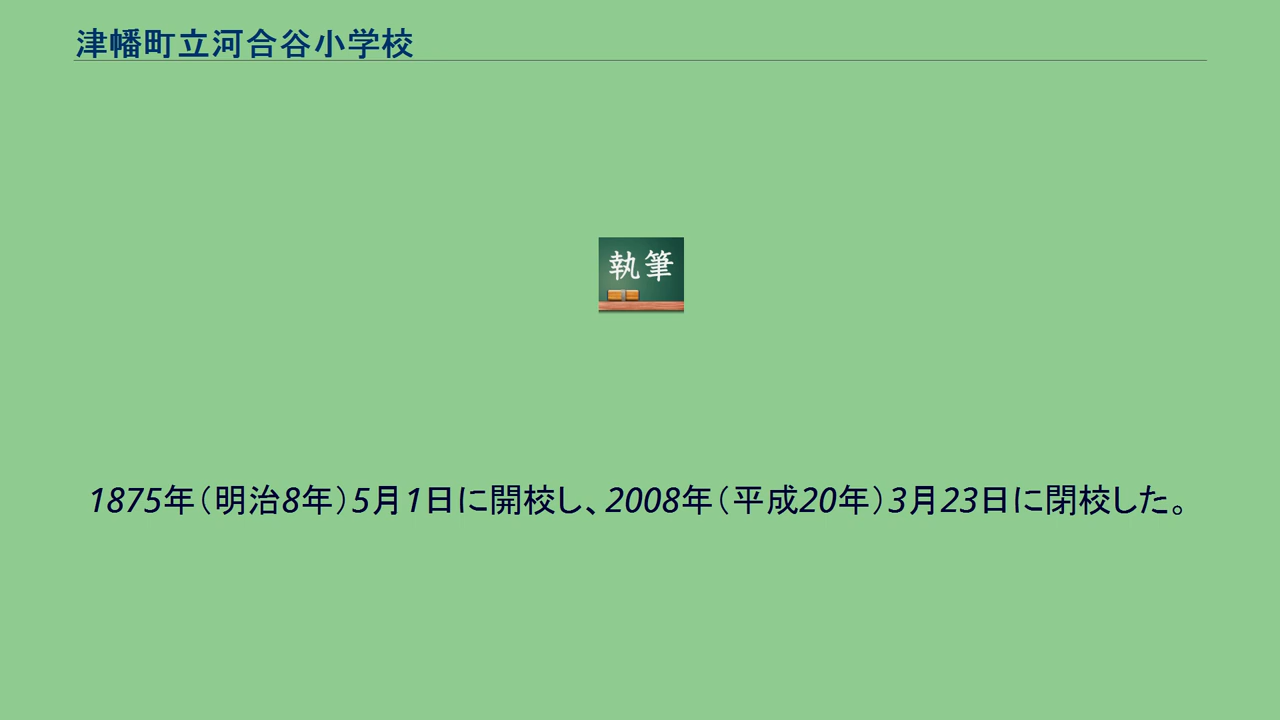 津幡町立河合谷小学校
執筆
1875年（明治8年）5月1日に開校し、2008年（平成20年）3月23日に閉校した。